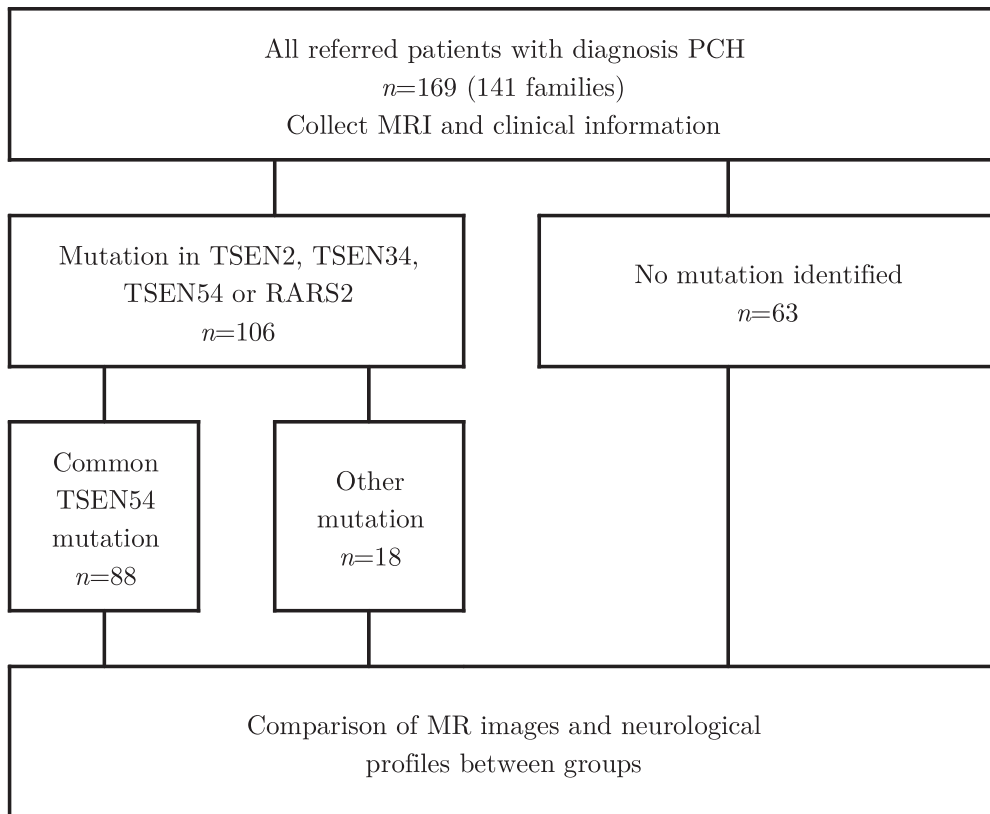 All referred patients with diagnosis PCH
n=169 (141 families)
Collect MRI and clinical information
Mutation in TSEN2, TSEN34,
TSEN54 or RARS2
n=106
No mutation identified
n=63
Common
TSEN54
mutation
n=88
Other
mutation
n=18
Comparison of MR images and neurological
profiles between groups